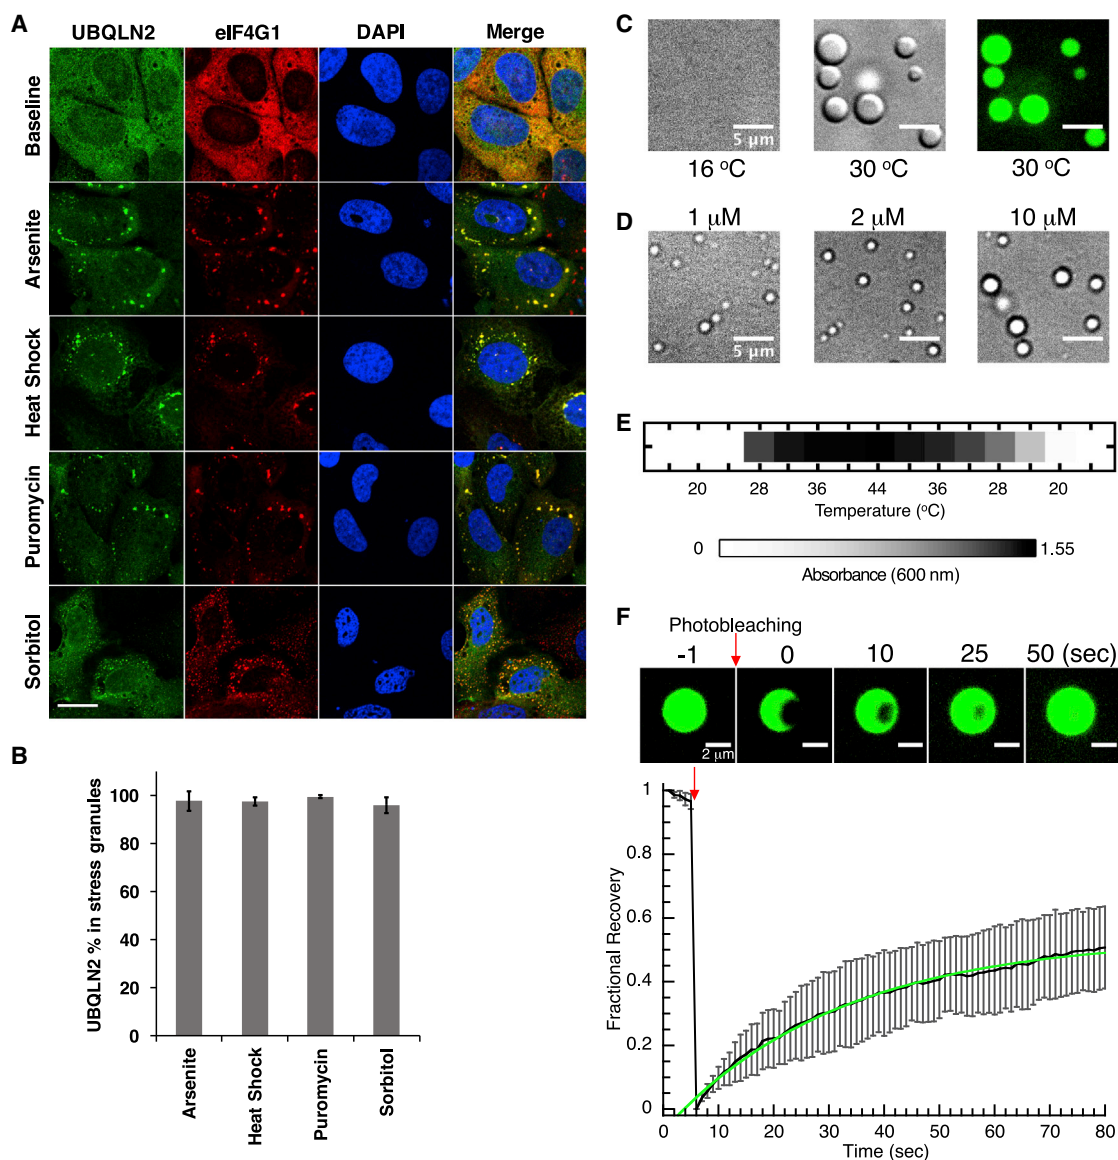 A
UBQLN2 eIF4G1 DAPI Merge
Baseline
Arsenite
Heat Shock
Puromycin
Sorbitol
B
UBQLN2 % in stress granules
100
80
60
40
20
0
Arsenite
Heat Shock
Puromycin
Sorbitol
C
5 μm
16 °C 30 °C 30 °C
D
1 μM 2 μM 10 μM
5 μm
E
20 28 36 44 36 28 20
Temperature (°C)
0 1.55
Absorbance (600 nm)
F
Photobleaching
-1 0 10 25 50 (sec)
2 μm
Fractional Recovery
1
0.8
0.6
0.4
0.2
0
0 10 20 30 40 50 60 70 80
Time (sec)